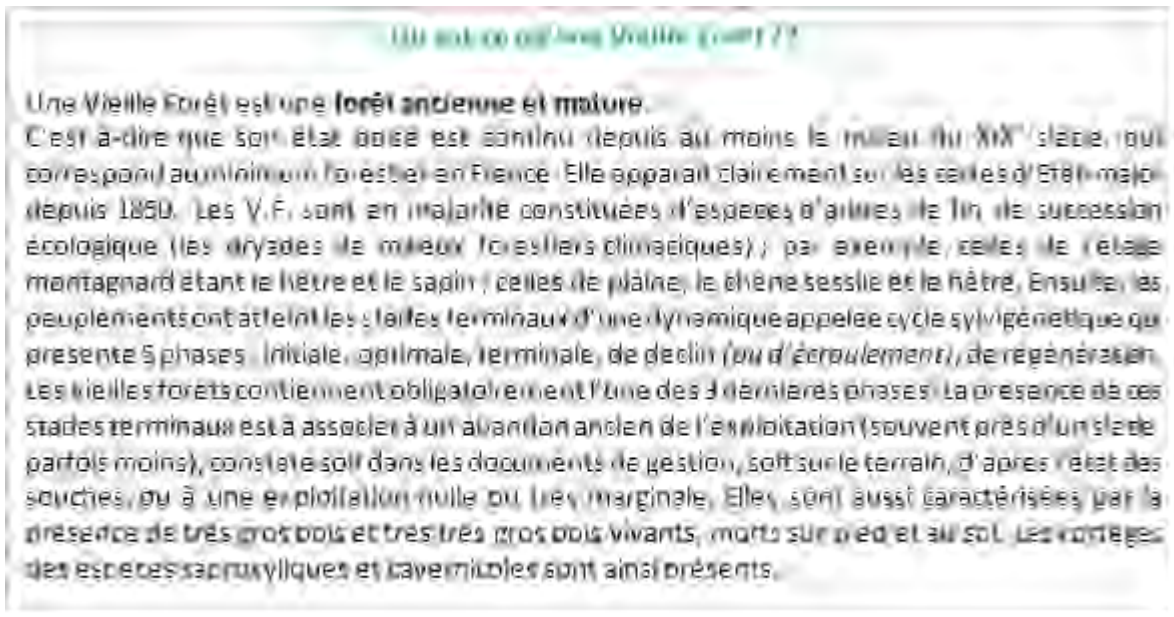 Qu'est-ce qu'une Vieille Forêt ??
Une Vieille Forêt est une forêt ancienne et mature.
C'est-à-dire que son état boisé est continu depuis au moins le milieu du XIXe siècle, qui
correspond au minimum forestier en France. Elle apparait clairement sur les cartes d'Etat-major
depuis 1850. Les V.F. sont en majorité constituées d'espèces d'arbres de fin de succession
écologique (les dryades de milieux forestiers climaciques) ; par exemple, celles de l'étage
montagnard étant le hêtre et le sapin ; celles de plaine, le chêne sessile et le hêtre. Ensuite, les
peuplements ont atteint les stades terminaux d'une dynamique appelée cycle sylvigénétique qui
présente 5 phases : initiale, optimale, terminale, de déclin (ou d'écroulement), de régénération.
Les vieilles forêts contiennent obligatoirement l'une des 3 dernières phases. La présence de ces
stades terminaux est à associer à un abandon ancien de l'exploitation (souvent près d'un siècle
parfois moins), constaté soit dans les documents de gestion, soit sur le terrain, d'après l'état des
souches, ou à une exploitation nulle ou très marginale. Elles sont aussi caractérisées par la
présence de très gros bois et très très gros bois vivants, morts sur pied et au sol. Les cortèges
des espèces saproxyliques et cavernicoles sont ainsi présents.